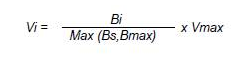 Bi
Vi = ――――――― x Vmax
Max (Bs,Bmax)